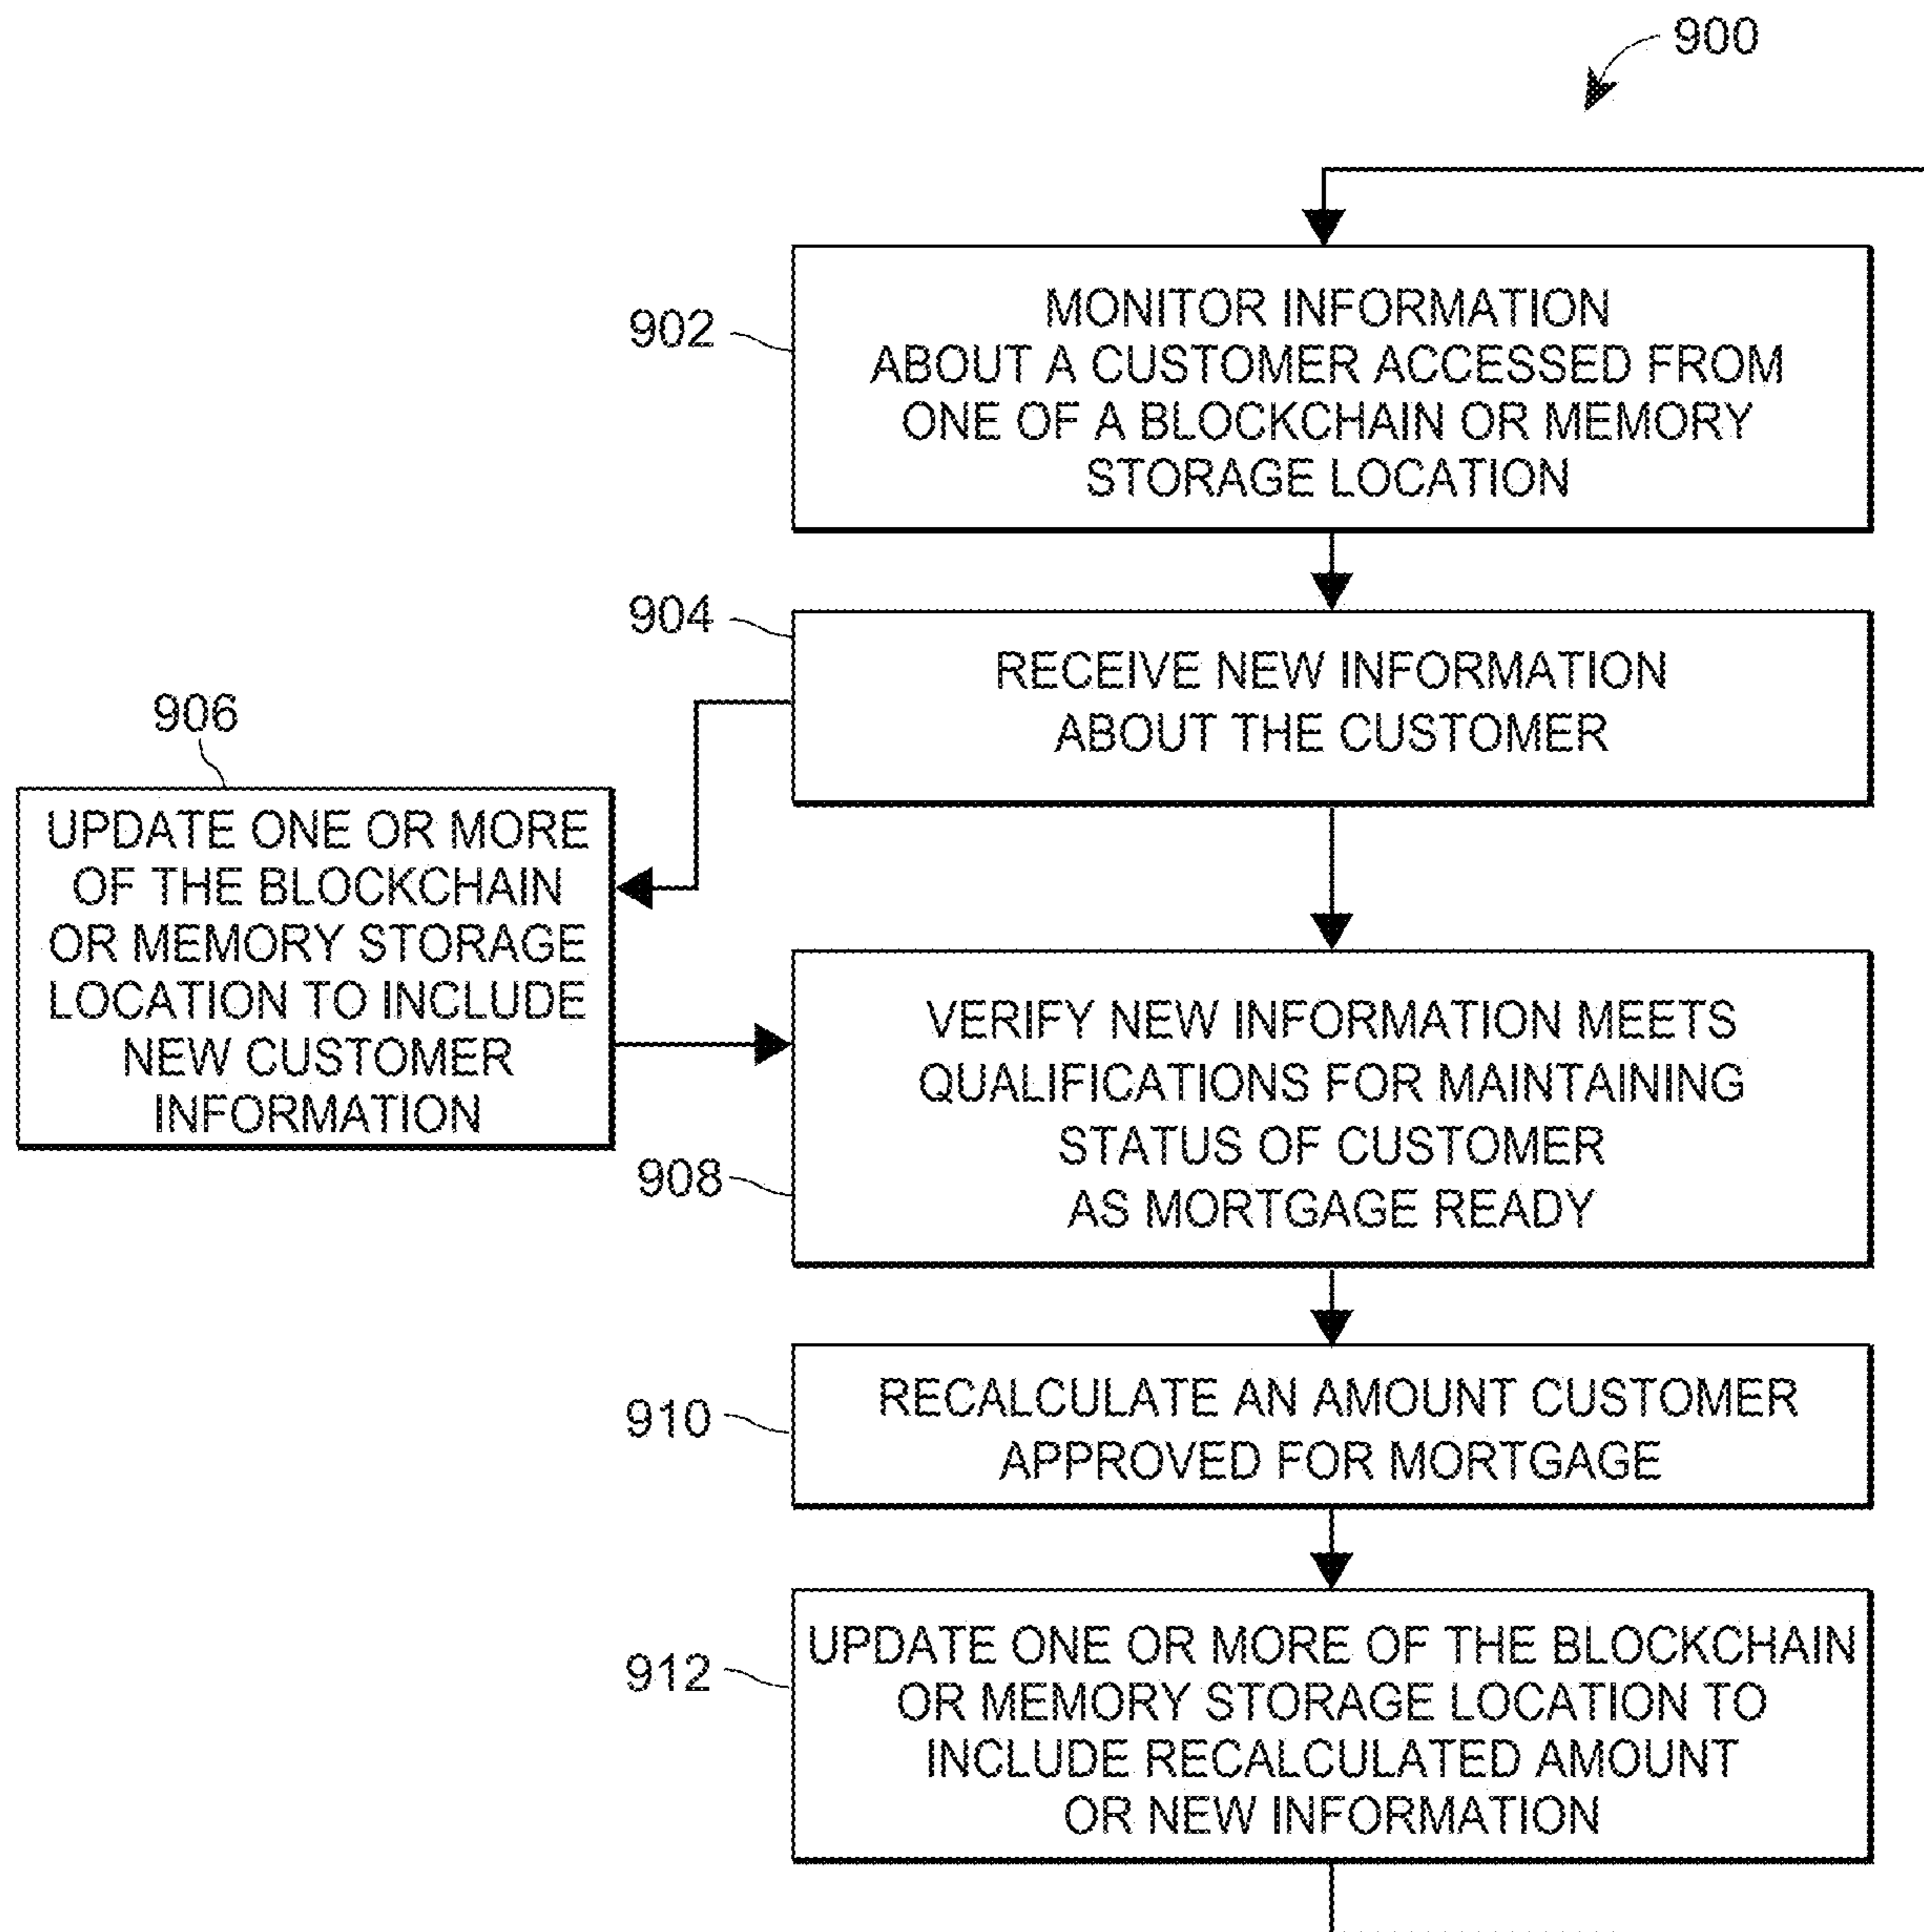 900
902
MONITOR INFORMATION
ABOUT A CUSTOMER ACCESSED FROM
ONE OF A BLOCKCHAIN OR MEMORY
STORAGE LOCATION
904
RECEIVE NEW INFORMATION
ABOUT THE CUSTOMER
906
UPDATE ONE OR MORE
OF THE BLOCKCHAIN
OR MEMORY STORAGE
LOCATION TO INCLUDE
NEW CUSTOMER
INFORMATION
908
VERIFY NEW INFORMATION MEETS
QUALIFICATIONS FOR MAINTAINING
STATUS OF CUSTOMER
AS MORTGAGE READY
910
RECALCULATE AN AMOUNT CUSTOMER
APPROVED FOR MORTGAGE
912
UPDATE ONE OR MORE OF THE BLOCKCHAIN
OR MEMORY STORAGE LOCATION TO
INCLUDE RECALCULATED AMOUNT
OR NEW INFORMATION